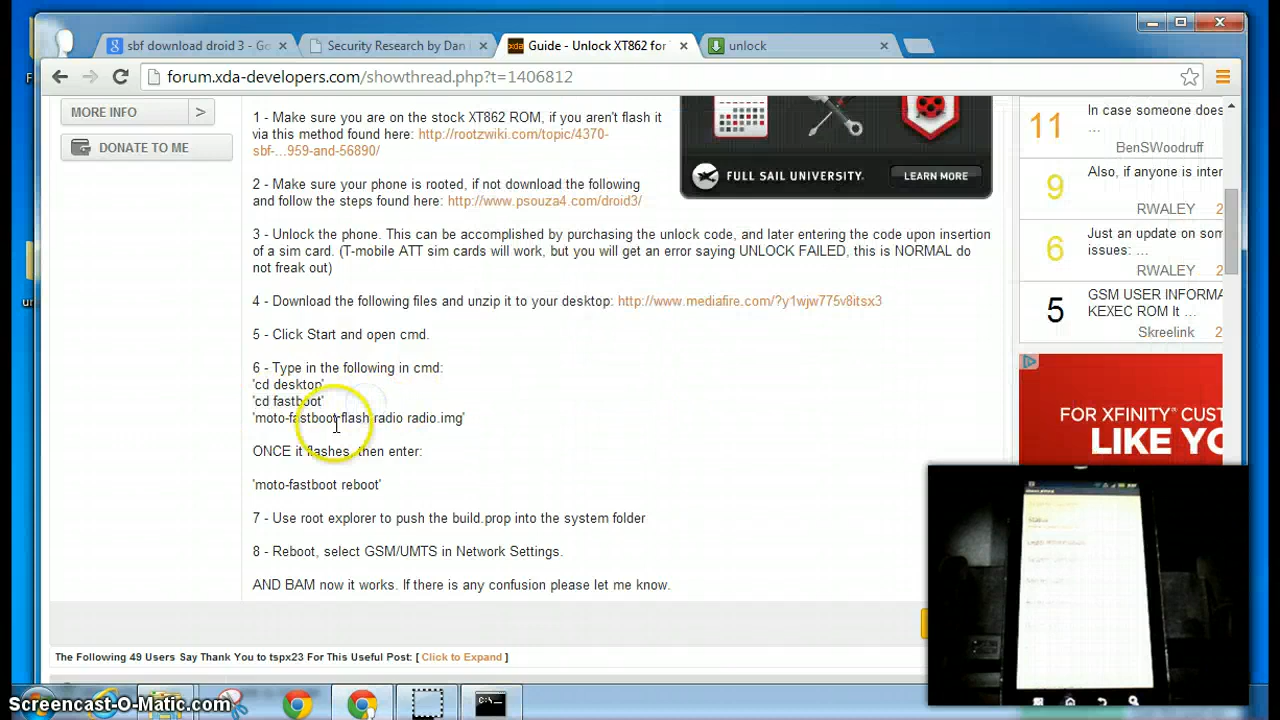 sbf download droid 3 - Go
Security Research by Dan
xda
Guide - Unlock XT862 for
unlock
forum.xda-developers.com/showthread.php?t=1406812
MORE INFO >
DONATE TO ME
1 - Make sure you are on the stock XT862 ROM, if you aren't flash it
via this method found here: http://rootzwiki.com/topic/4370-
sbf-...959-and-56890/
2 - Make sure your phone is rooted, if not download the following
and follow the steps found here: http://www.psouza4.com/droid3/
3 - Unlock the phone. This can be accomplished by purchasing the unlock code, and later entering the code upon insertion
of a sim card. (T-mobile ATT sim cards will work, but you will get an error saying UNLOCK FAILED, this is NORMAL do
not freak out)
4 - Download the following files and unzip it to your desktop: http://www.mediafire.com/?y1wjw775v8itsx3
5 - Click Start and open cmd.
6 - Type in the following in cmd:
'cd desktop'
'cd fastboot'
'moto-fastboot flash radio radio.img'
ONCE it flashes, then enter:
'moto-fastboot reboot'
7 - Use root explorer to push the build.prop into the system folder
8 - Reboot, select GSM/UMTS in Network Settings.
AND BAM now it works. If there is any confusion please let me know.
The Following 49 Users Say Thank You to tspx23 For This Useful Post: [ Click to Expand ]
FULL SAIL UNIVERSITY.
LEARN MORE
11
In case someone does
...
BenSWoodruff
9
Also, if anyone is inter
RWALEY 2
6
Just an update on som
issues: ...
RWALEY 2
5
GSM USER INFORMA
KEXEC ROM It ...
Skreelink 2
FOR XFINITY CUST
LIKE YO
Status
C:\_
Screencast-O-Matic.com